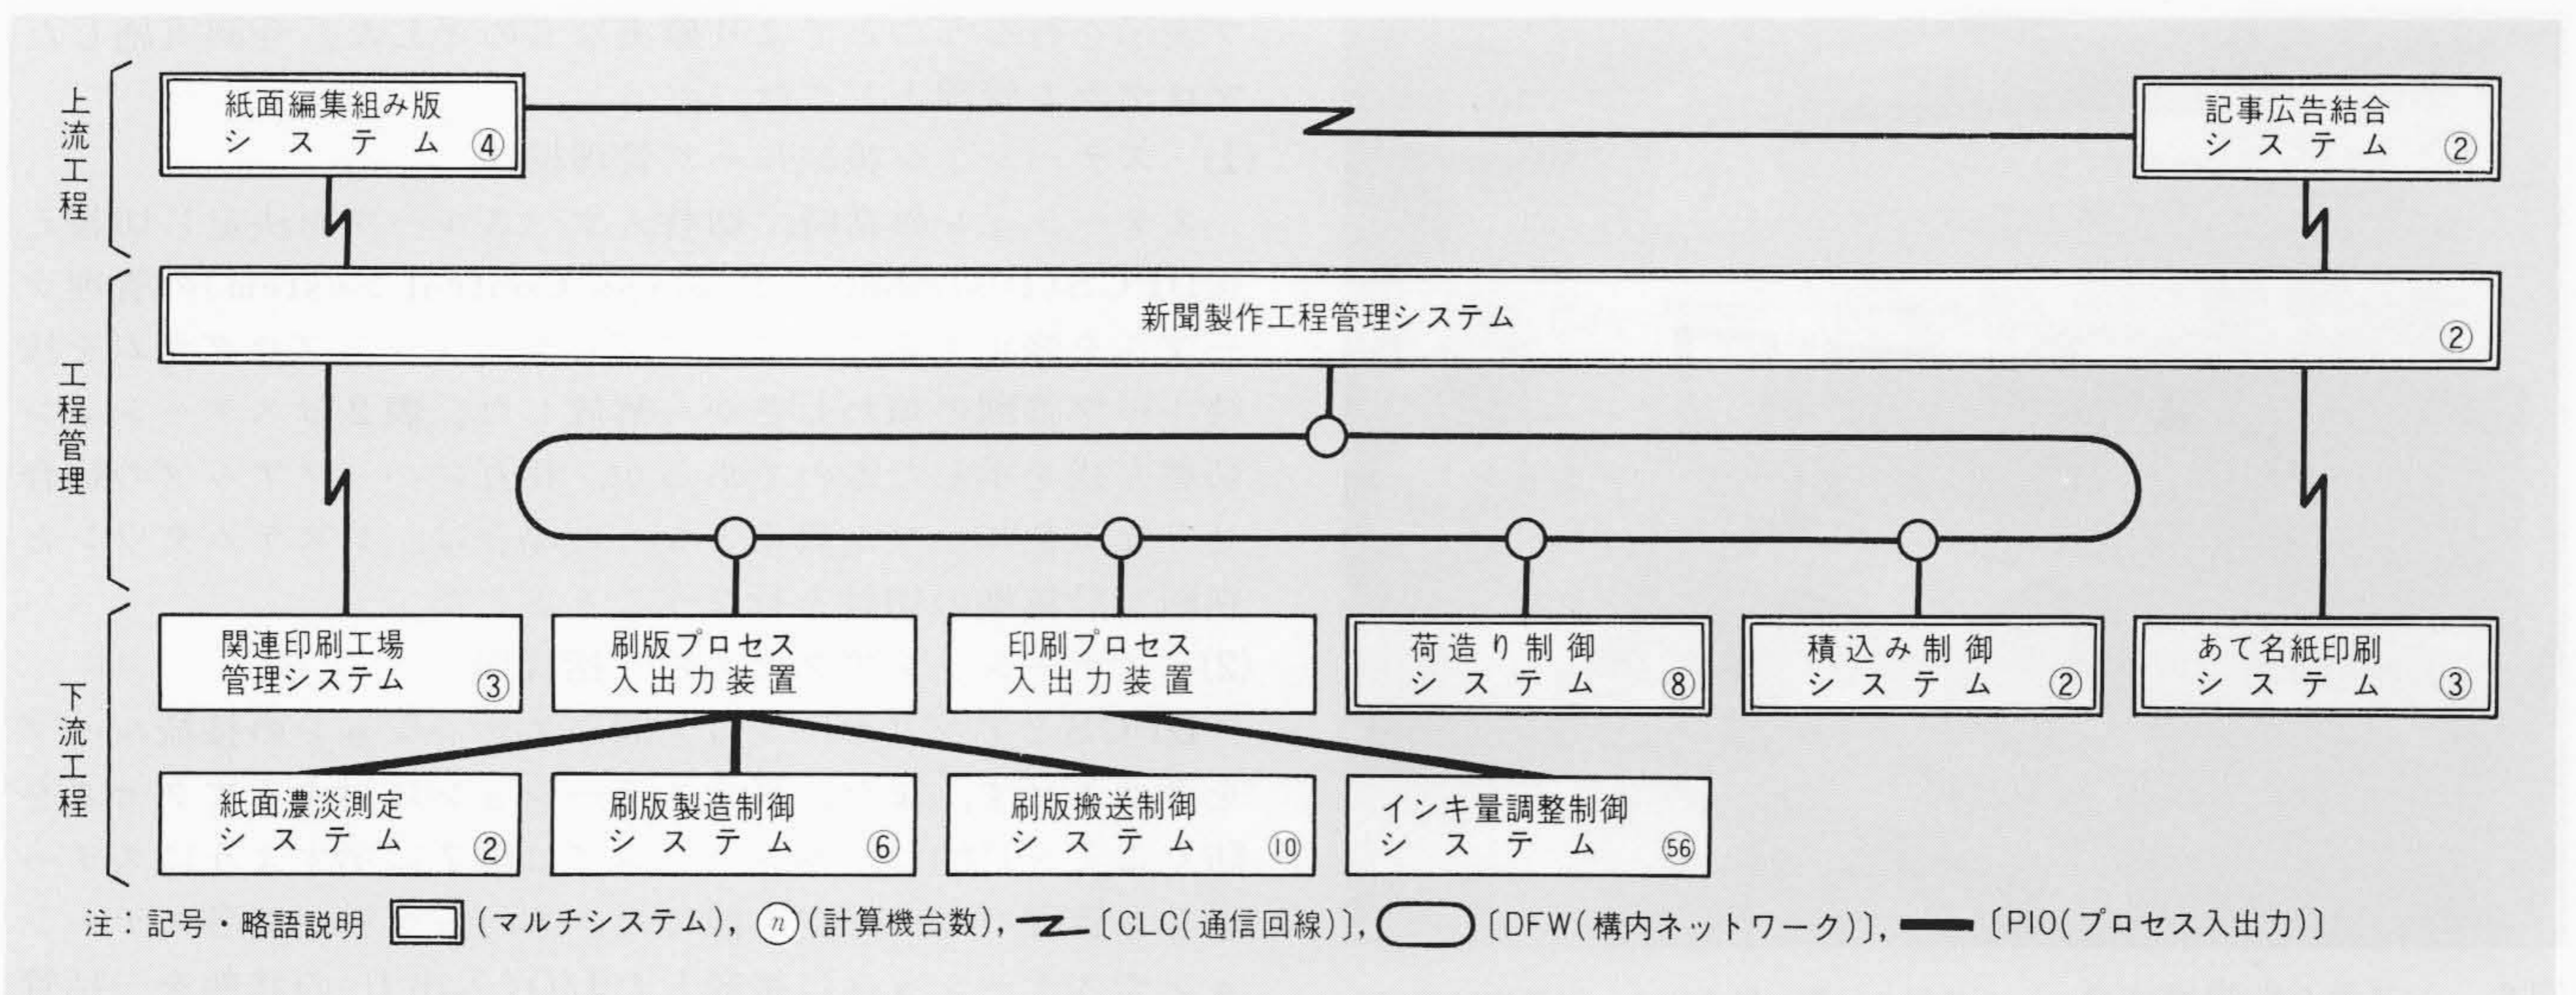 上流工程
紙面編集組み版
システム ④
記事広告結合
システム ②
工程管理
新聞製作工程管理システム
②
下流工程
関連印刷工場
管理システム ③
刷版プロセス
入出力装置
印刷プロセス
入出力装置
荷造り制御
システム ⑧
積込み制御
システム ②
あて名紙印刷
システム ③
紙面濃淡測定
システム ②
刷版製造制御
システム ⑥
刷版搬送制御
システム ⑩
インキ量調整制御
システム 56
注：記号・略語説明 (マルチシステム), n (計算機台数), 〔CLC(通信回線)〕, 〔DFW(構内ネットワーク)〕, 〔PIO(プロセス入出力)〕